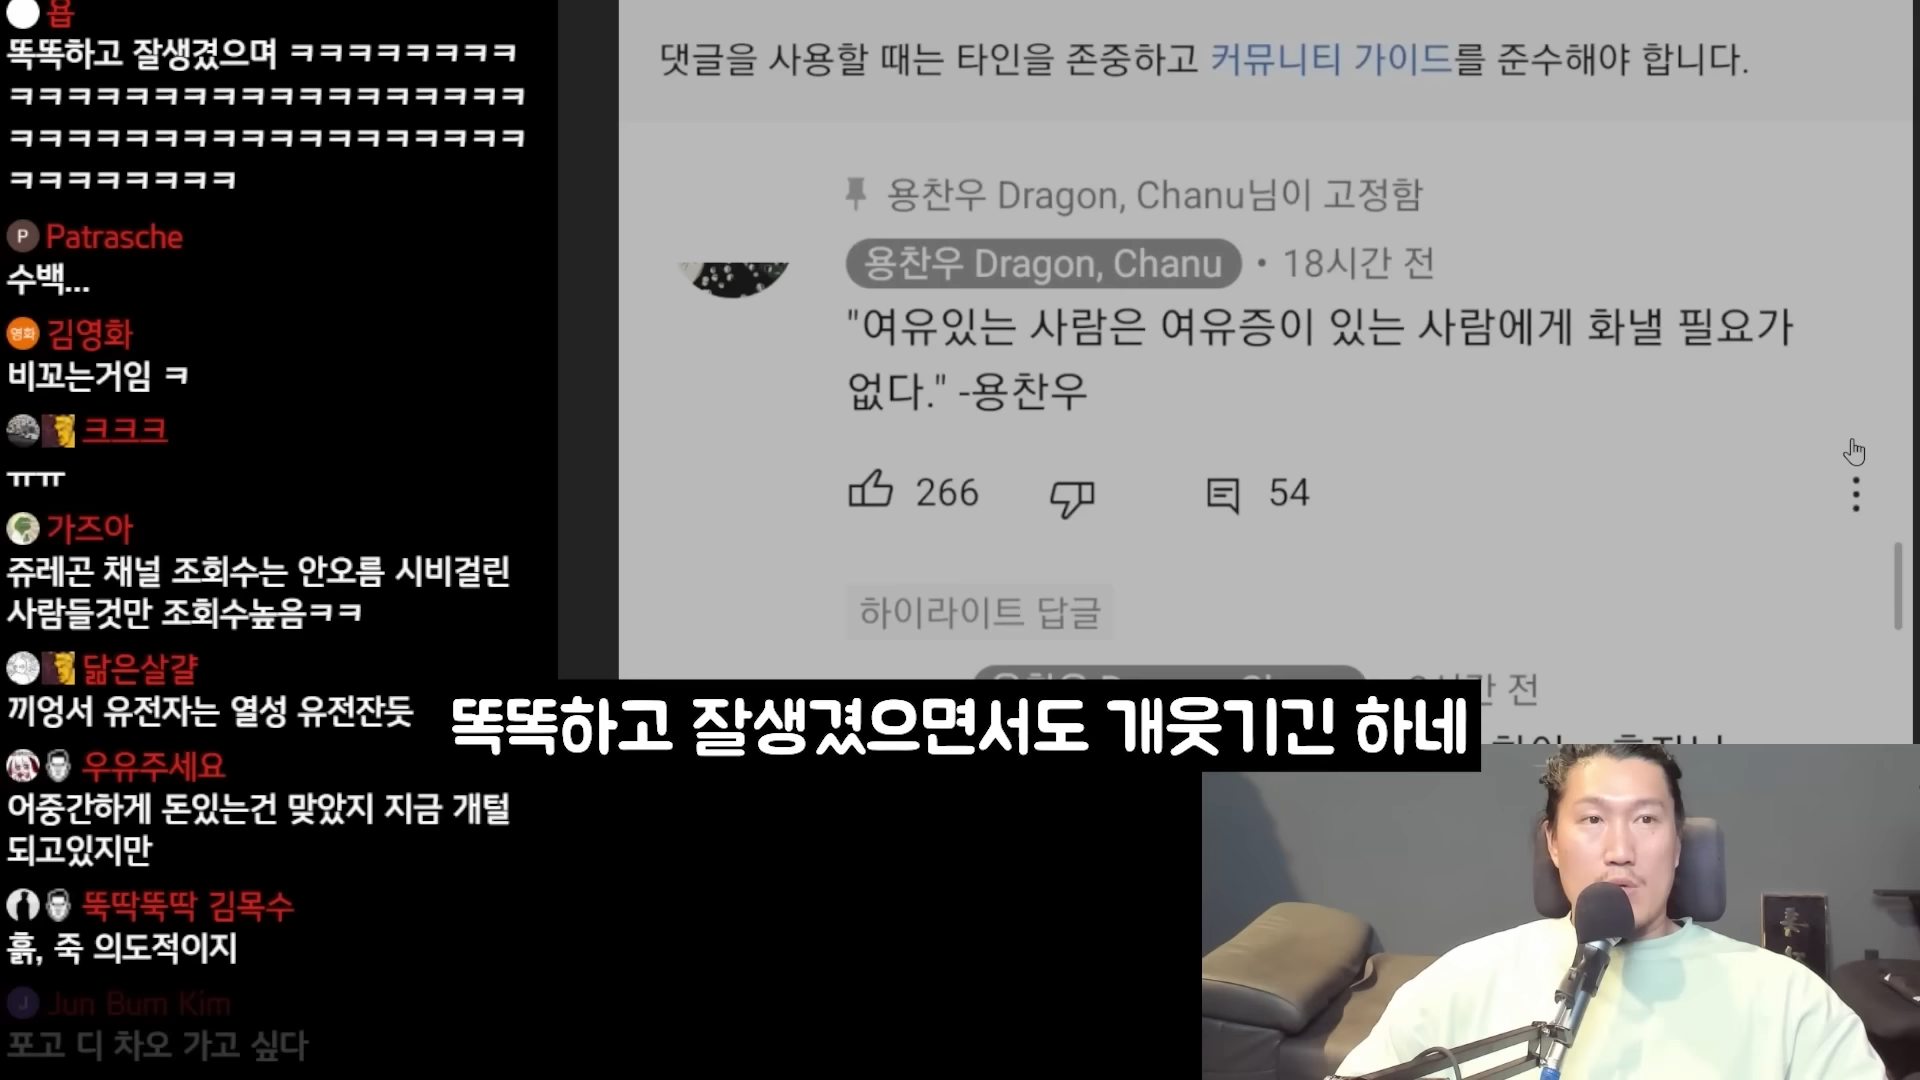 욥
똑똑하고 잘생겼으며 ㅋㅋㅋㅋㅋㅋㅋㅋ
ㅋㅋㅋㅋㅋㅋㅋㅋㅋㅋㅋㅋㅋㅋㅋㅋㅋㅋ
ㅋㅋㅋㅋㅋㅋㅋㅋㅋㅋㅋㅋㅋㅋㅋㅋㅋㅋ
ㅋㅋㅋㅋㅋㅋㅋㅋ
P Patrasche
수백...
영화 김영화
비꼬는거임 ㅋ
크크크
ㅠㅠ
가즈아
쥬레곤 채널 조회수는 안오름 시비걸린
사람들것만 조회수높음ㅋㅋ
닮은살걀
끼엉서 유전자는 열성 유전잔듯
우유주세요
어중간하게 돈있는건 맞았지 지금 개털
되고있지만
뚝딱뚝딱 김목수
흙, 죽 의도적이지
J Jun Bum Kim
포고 디 차오 가고 싶다
댓글을 사용할 때는 타인을 존중하고 커뮤니티 가이드를 준수해야 합니다.
용찬우 Dragon, Chanu님이 고정함
용찬우 Dragon, Chanu • 18시간 전
"여유있는 사람은 여유증이 있는 사람에게 화낼 필요가
없다." -용찬우
266 54
하이라이트 답글
간 전
똑똑하고 잘생겼으면서도 개웃기긴 하네